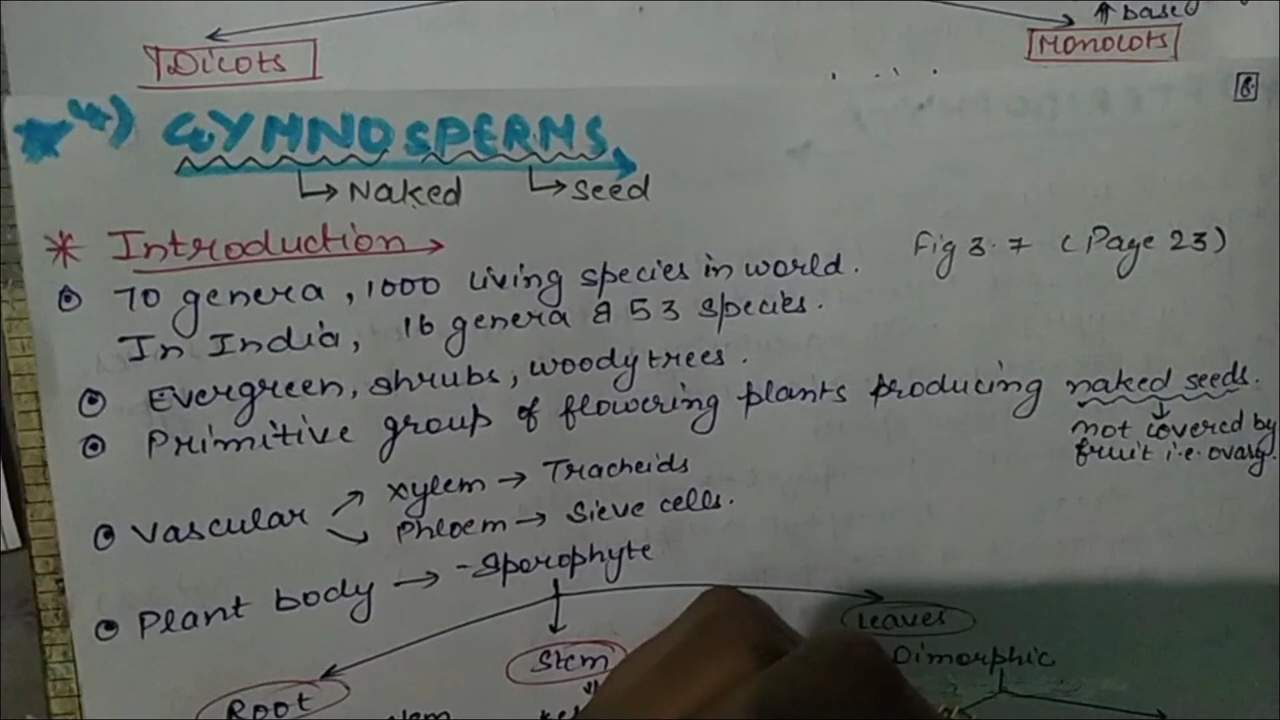 ↑ base
Dicots
Monocots
4) GYMNOSPERMS
Naked
Seed
* Introduction
Fig 3.7 (Page 23)
70 genera, 1000 living species in world.
In India, 16 genera & 53 species.
Evergreen, shrubs, woody trees.
Primitive group of flowering plants producing naked seeds.
not covered by
fruit i.e. ovary.
Vascular
Xylem → Tracheids
Phloem → Sieve cells.
Plant body → -Sporophyte
Leaves
Stem
Dimorphic
Root